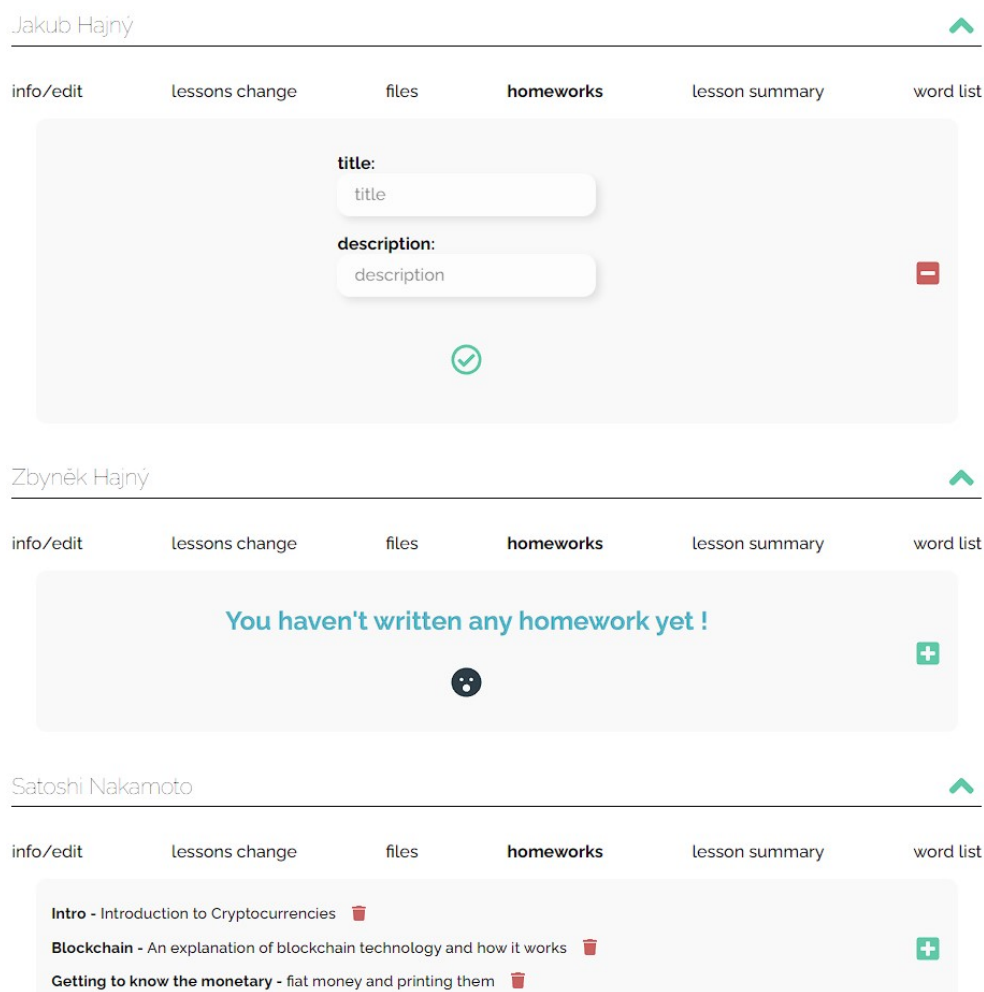 Jakub Hajný
info/edit lessons change files homeworks lesson summary word list
title:
title
description:
description
Zbyněk Hajný
info/edit lessons change files homeworks lesson summary word list
You haven't written any homework yet !
Satoshi Nakamoto
info/edit lessons change files homeworks lesson summary word list
Intro - Introduction to Cryptocurrencies
Blockchain - An explanation of blockchain technology and how it works
Getting to know the monetary - fiat money and printing them